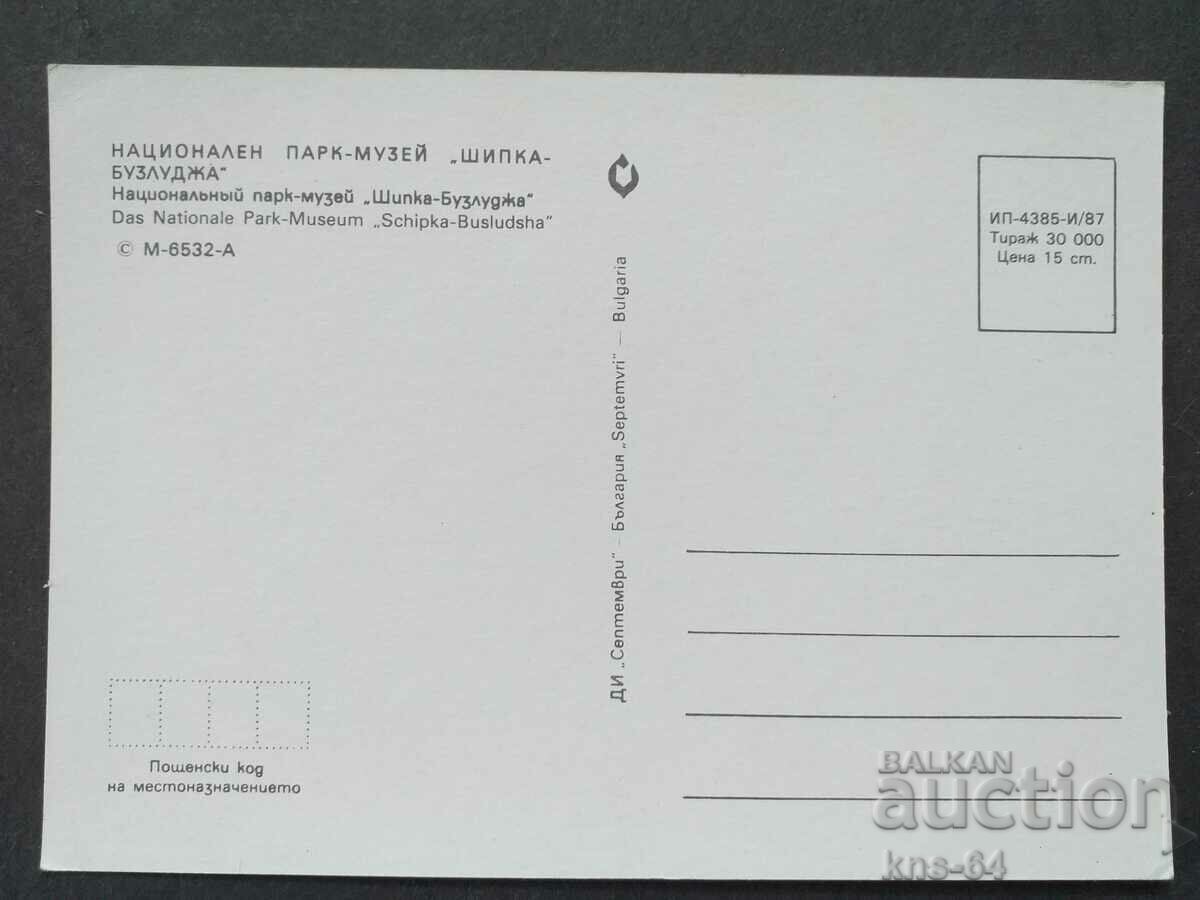 НАЦИОНАЛЕН ПАРК-МУЗЕЙ „ШИПКА-
БУЗЛУДЖА"
Национальный парк-музей „Шипка-Бузлуджа"
Das Nationale Park-Museum „Schipka-Busludsha"
© М-6532-А
ДИ „Септември" – България „Septemvri" – Bulgaria
ИП-4385-И/87
Тираж 30 000
Цена 15 ст.
Пощенски код
на местоназначението
BALKAN
auction
kns-64